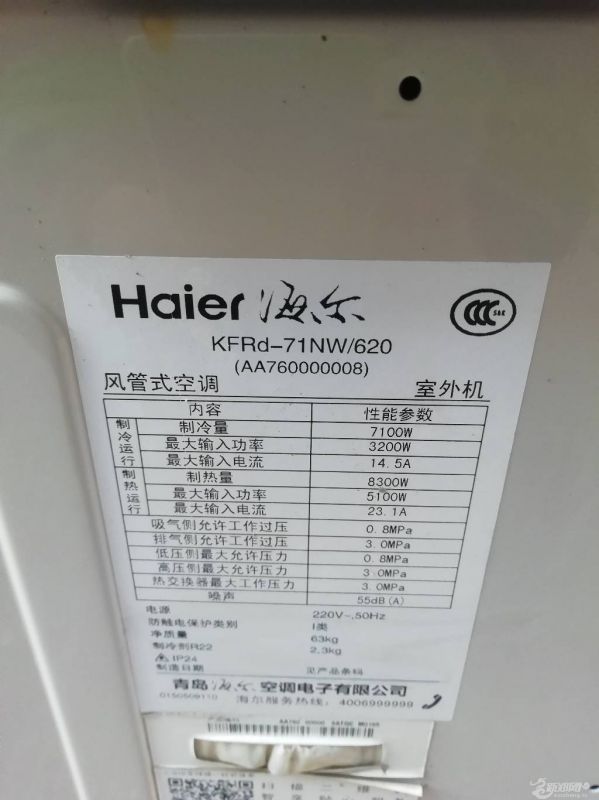 Haier 海尔
S&E
KFRd-71NW/620
(AA760000008)
风管式空调 室外机
内容 性能参数
制冷运行
制冷量 7100W
最大输入功率 3200W
最大输入电流 14.5A
制热运行
制热量 8300W
最大输入功率 5100W
最大输入电流 23.1A
吸气侧允许工作过压 0.8MPa
排气侧允许工作过压 3.0MPa
低压侧最大允许压力 0.8MPa
高压侧最大允许压力 3.0MPa
热交换器最大工作压力 3.0MPa
噪声 55dB(A)
电源 220V~,50Hz
防触电保护类别 I类
净质量 63kg
制冷剂R22 2.3kg
IP24
制造日期 见产品条码
青岛海尔空调电子有限公司
0150509110 海尔服务热线：4006999999